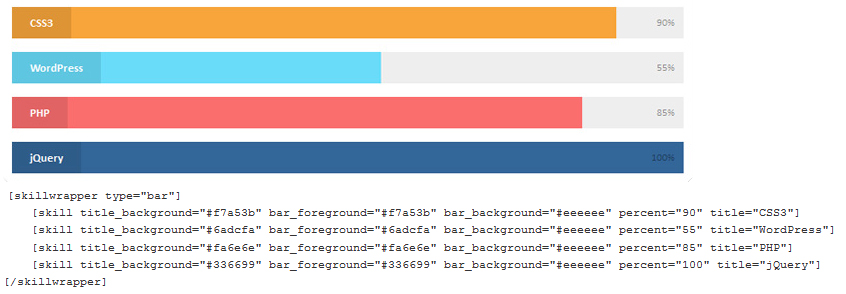 CSS3 90%
WordPress 55%
PHP 85%
jQuery 100%
[skillwrapper type="bar"]
[skill title_background="#f7a53b" bar_foreground="#f7a53b" bar_background="#eeeeee" percent="90" title="CSS3"]
[skill title_background="#6adcfa" bar_foreground="#6adcfa" bar_background="#eeeeee" percent="55" title="WordPress"]
[skill title_background="#fa6e6e" bar_foreground="#fa6e6e" bar_background="#eeeeee" percent="85" title="PHP"]
[skill title_background="#336699" bar_foreground="#336699" bar_background="#eeeeee" percent="100" title="jQuery"]
[/skillwrapper]